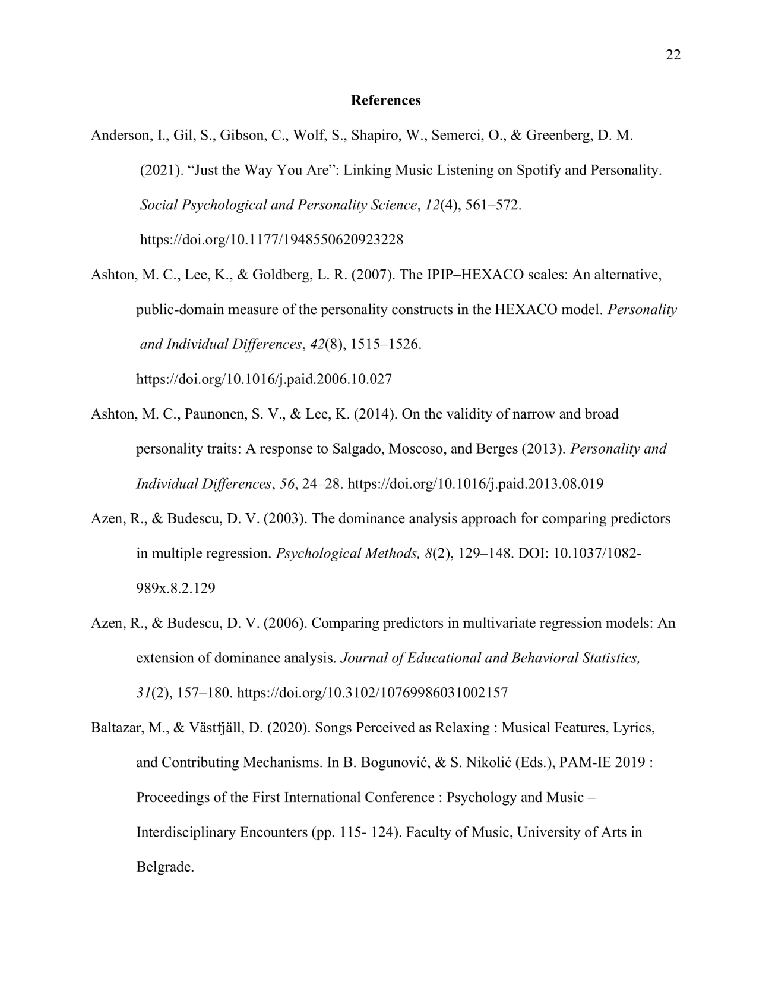 22
References
Anderson, I., Gil, S., Gibson, C., Wolf, S., Shapiro, W., Semerci, O., & Greenberg, D. M.
(2021). “Just the Way You Are”: Linking Music Listening on Spotify and Personality.
Social Psychological and Personality Science, 12(4), 561–572.
https://doi.org/10.1177/1948550620923228
Ashton, M. C., Lee, K., & Goldberg, L. R. (2007). The IPIP–HEXACO scales: An alternative,
public-domain measure of the personality constructs in the HEXACO model. Personality
and Individual Differences, 42(8), 1515–1526.
https://doi.org/10.1016/j.paid.2006.10.027
Ashton, M. C., Paunonen, S. V., & Lee, K. (2014). On the validity of narrow and broad
personality traits: A response to Salgado, Moscoso, and Berges (2013). Personality and
Individual Differences, 56, 24–28. https://doi.org/10.1016/j.paid.2013.08.019
Azen, R., & Budescu, D. V. (2003). The dominance analysis approach for comparing predictors
in multiple regression. Psychological Methods, 8(2), 129–148. DOI: 10.1037/1082-
989x.8.2.129
Azen, R., & Budescu, D. V. (2006). Comparing predictors in multivariate regression models: An
extension of dominance analysis. Journal of Educational and Behavioral Statistics,
31(2), 157–180. https://doi.org/10.3102/10769986031002157
Baltazar, M., & Västfjäll, D. (2020). Songs Perceived as Relaxing : Musical Features, Lyrics,
and Contributing Mechanisms. In B. Bogunović, & S. Nikolić (Eds.), PAM-IE 2019 :
Proceedings of the First International Conference : Psychology and Music –
Interdisciplinary Encounters (pp. 115- 124). Faculty of Music, University of Arts in
Belgrade.